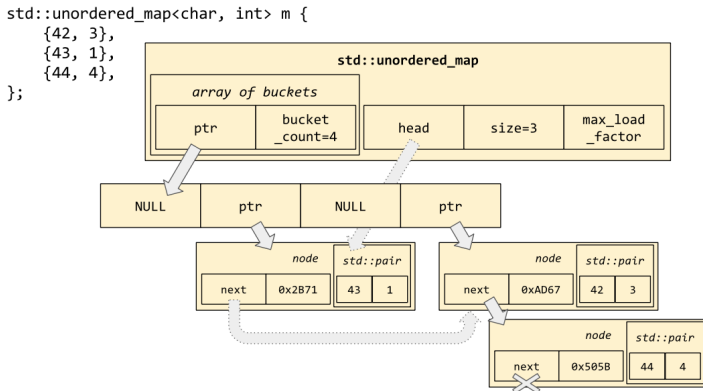 std::unordered_map<char, int> m {
    {42, 3},
    {43, 1},
    {44, 4},
};
std::unordered_map
array of buckets
ptr
bucket
_count=4
head
size=3
max_load
_factor
NULL
ptr
NULL
ptr
node
std::pair
next
0x2B71
43
1
node
std::pair
next
0xAD67
42
3
node
std::pair
next
0x505B
44
4